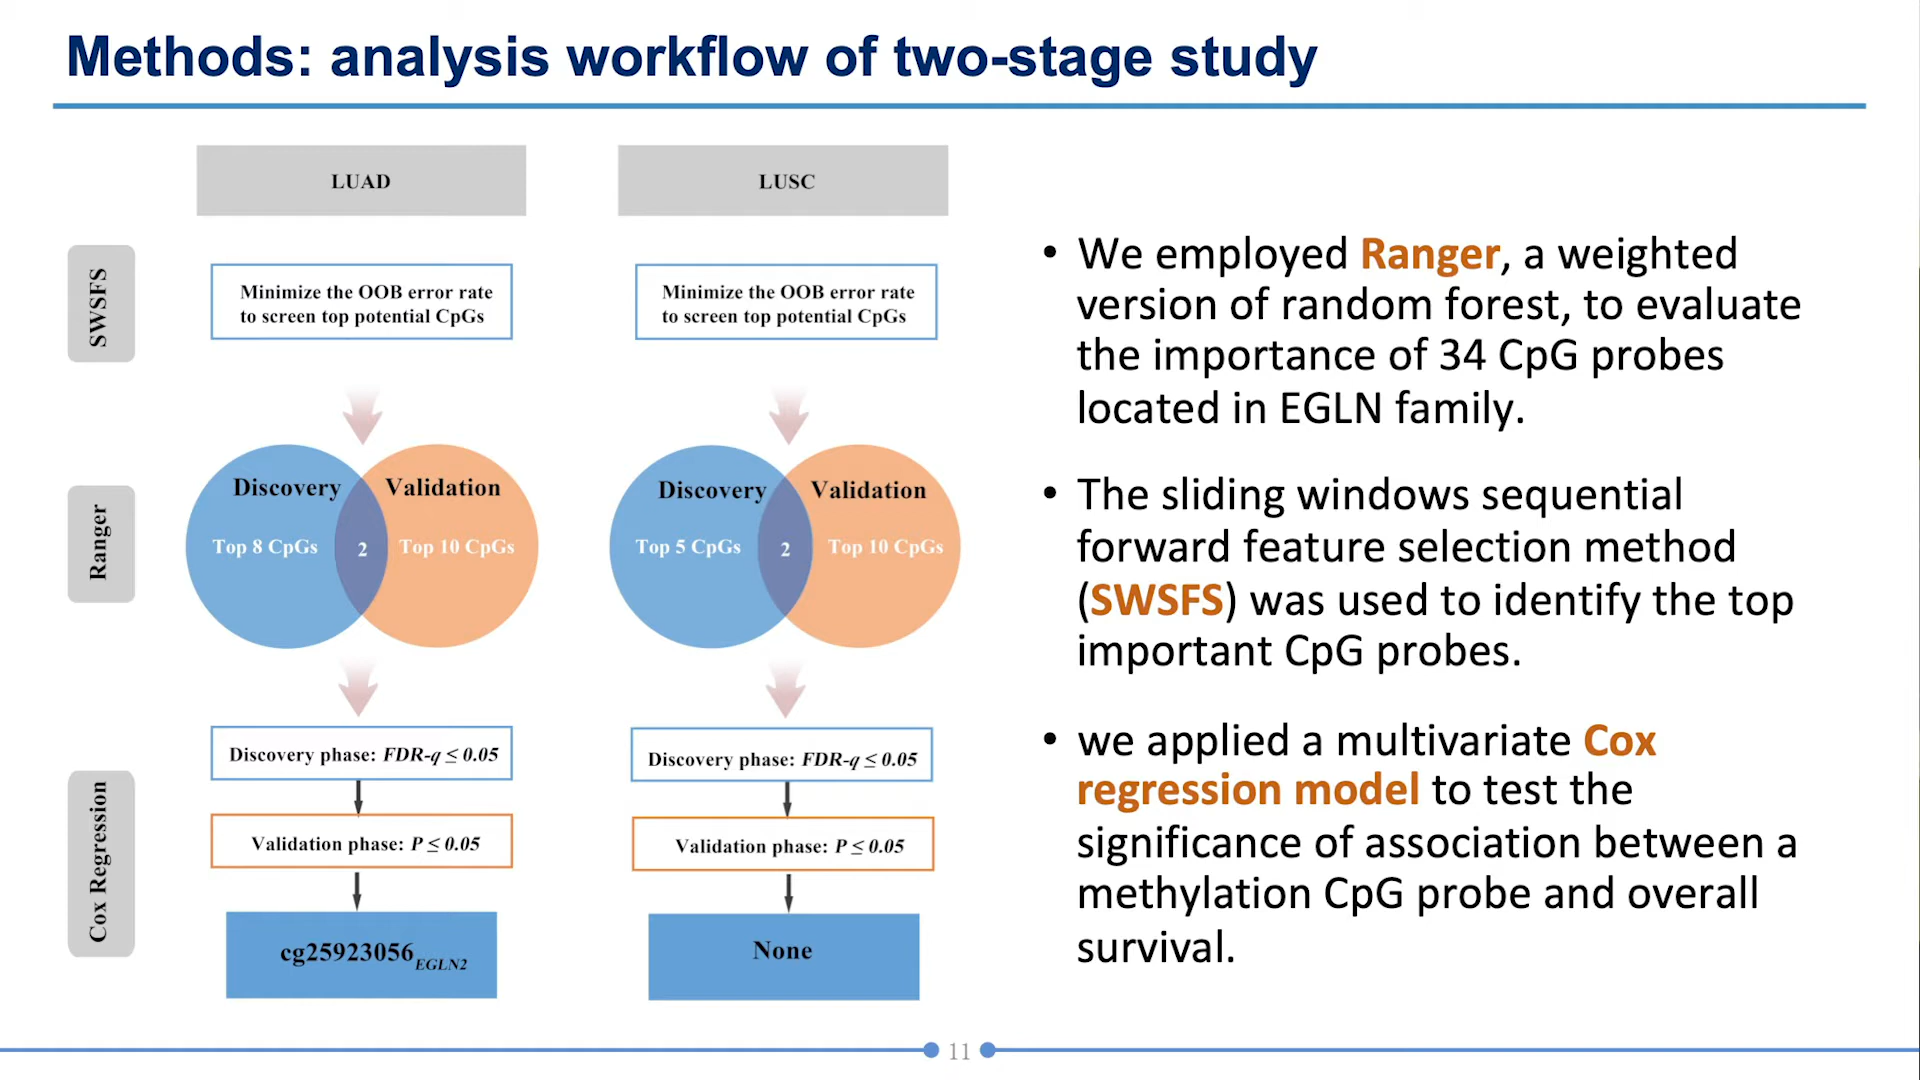 Methods: analysis workflow of two-stage study
LUAD
LUSC
SWSFS
Minimize the OOB error rate
to screen top potential CpGs
Minimize the OOB error rate
to screen top potential CpGs
Ranger
Discovery
Validation
Top 8 CpGs
2
Top 10 CpGs
Discovery
Validation
Top 5 CpGs
2
Top 10 CpGs
Cox Regression
Discovery phase: FDR-q ≤ 0.05
Validation phase: P ≤ 0.05
cg25923056 EGLN2
Discovery phase: FDR-q ≤ 0.05
Validation phase: P ≤ 0.05
None
• We employed Ranger, a weighted
version of random forest, to evaluate
the importance of 34 CpG probes
located in EGLN family.
• The sliding windows sequential
forward feature selection method
(SWSFS) was used to identify the top
important CpG probes.
• we applied a multivariate Cox
regression model to test the
significance of association between a
methylation CpG probe and overall
survival.
11